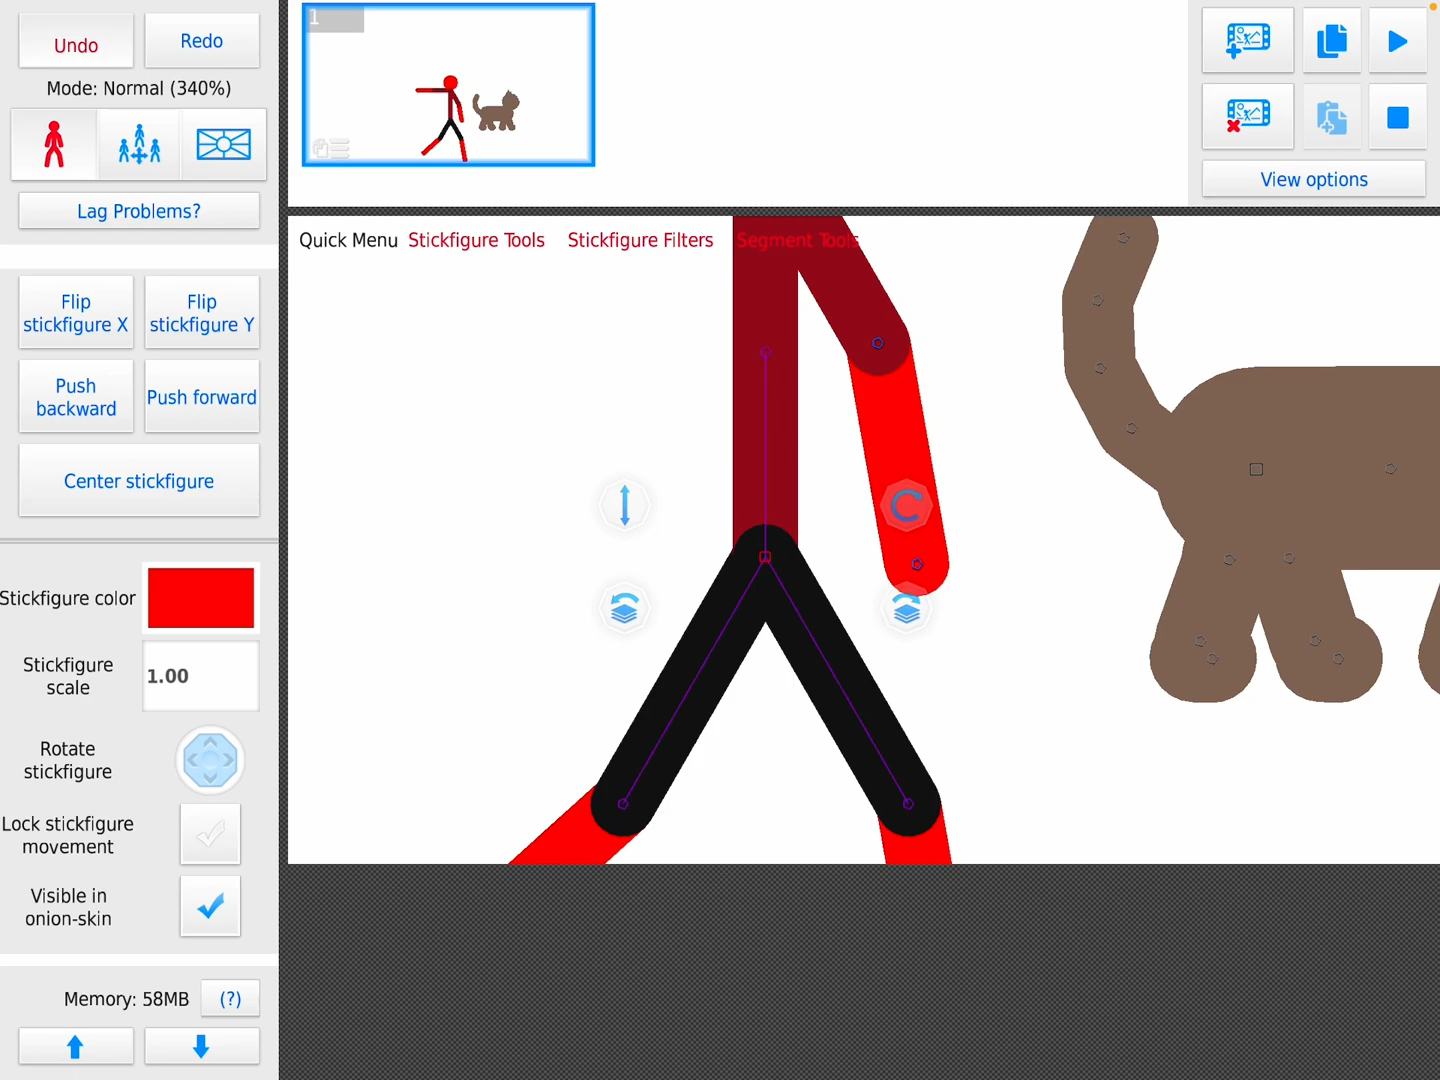 Undo
Redo
Mode: Normal (340%)
Lag Problems?
Flip
stickfigure X
Flip
stickfigure Y
Push
backward
Push forward
Center stickfigure
Stickfigure color
Stickfigure
scale
1.00
Rotate
stickfigure
Lock stickfigure
movement
Visible in
onion-skin
Memory: 58MB
(?)
1
View options
Quick Menu
Stickfigure Tools
Stickfigure Filters
Segment Tools